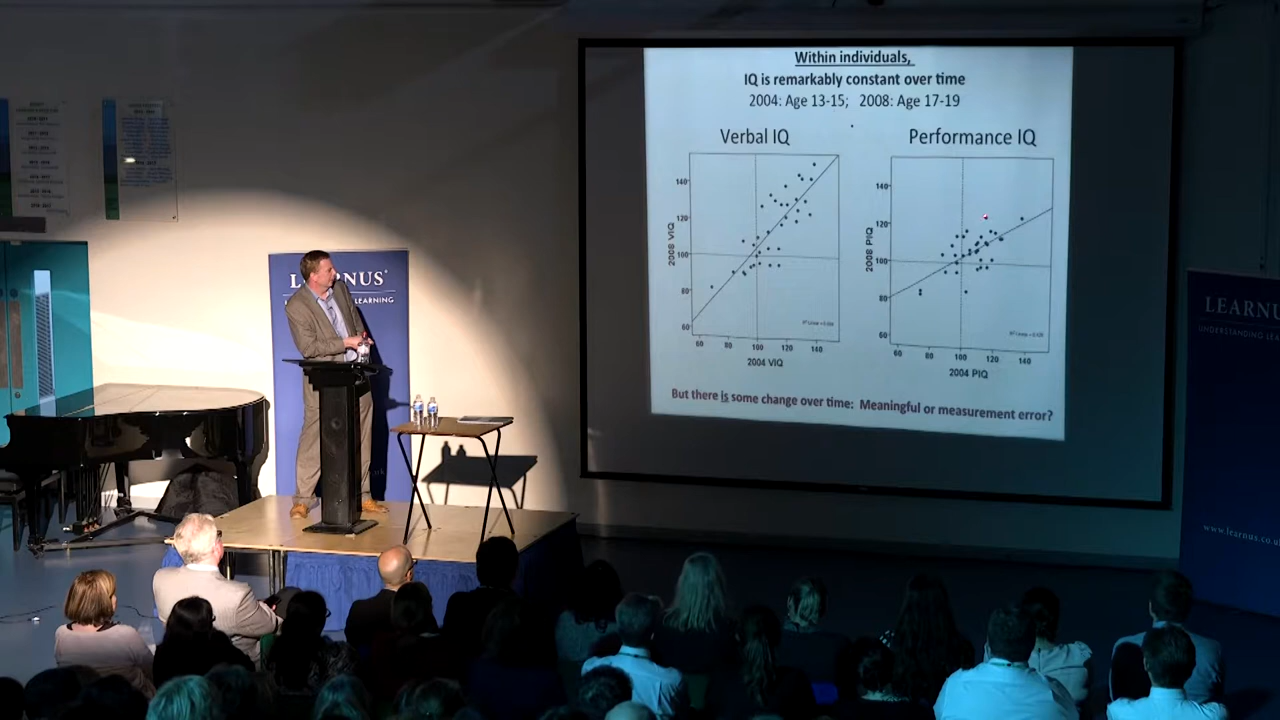 Within individuals,
IQ is remarkably constant over time
2004: Age 13-15; 2008: Age 17-19
Verbal IQ
Performance IQ
2008 VIQ
140
120
100
80
60
60 80 100 120 140
2004 VIQ
2008 PIQ
140
120
100
80
60
60 80 100 120 140
2004 PIQ
But there is some change over time: Meaningful or measurement error?
LEARNUS
LEARNING
LEARNU
UNDERSTANDING LEA
www.learnus.co.u